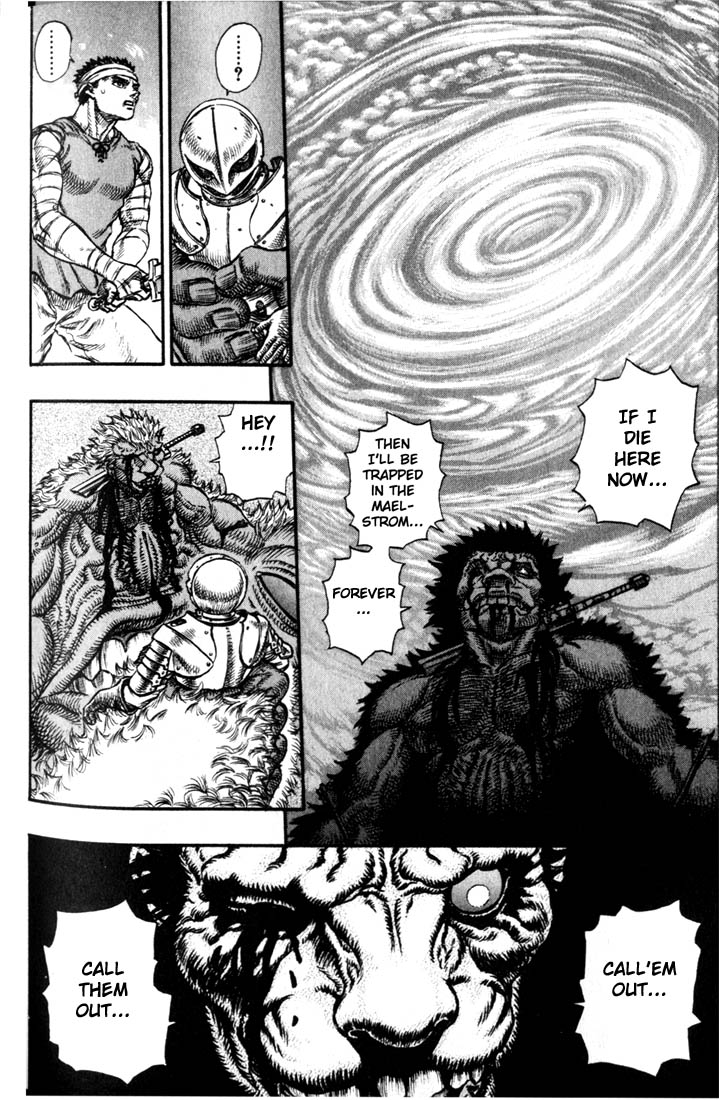 IF I
DIE
HERE
NOW...
THEN
I'LL BE
TRAPPED
IN THE
MAEL-
STROM...
FOREVER
...
........
?
........
HEY
...!!
CALL'EM
OUT...
CALL
THEM
OUT...